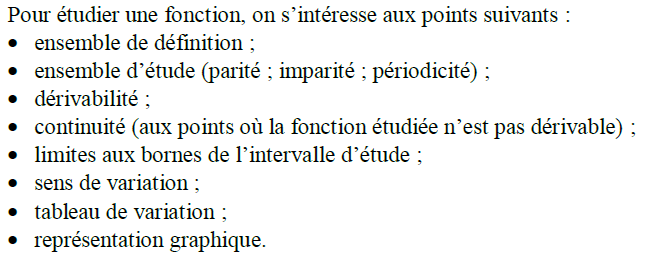 Pour étudier une fonction, on s’intéresse aux points suivants :
• ensemble de définition ;
• ensemble d’étude (parité ; imparité ; périodicité) ;
• dérivabilité ;
• continuité (aux points où la fonction étudiée n’est pas dérivable) ;
• limites aux bornes de l’intervalle d’étude ;
• sens de variation ;
• tableau de variation ;
• représentation graphique.